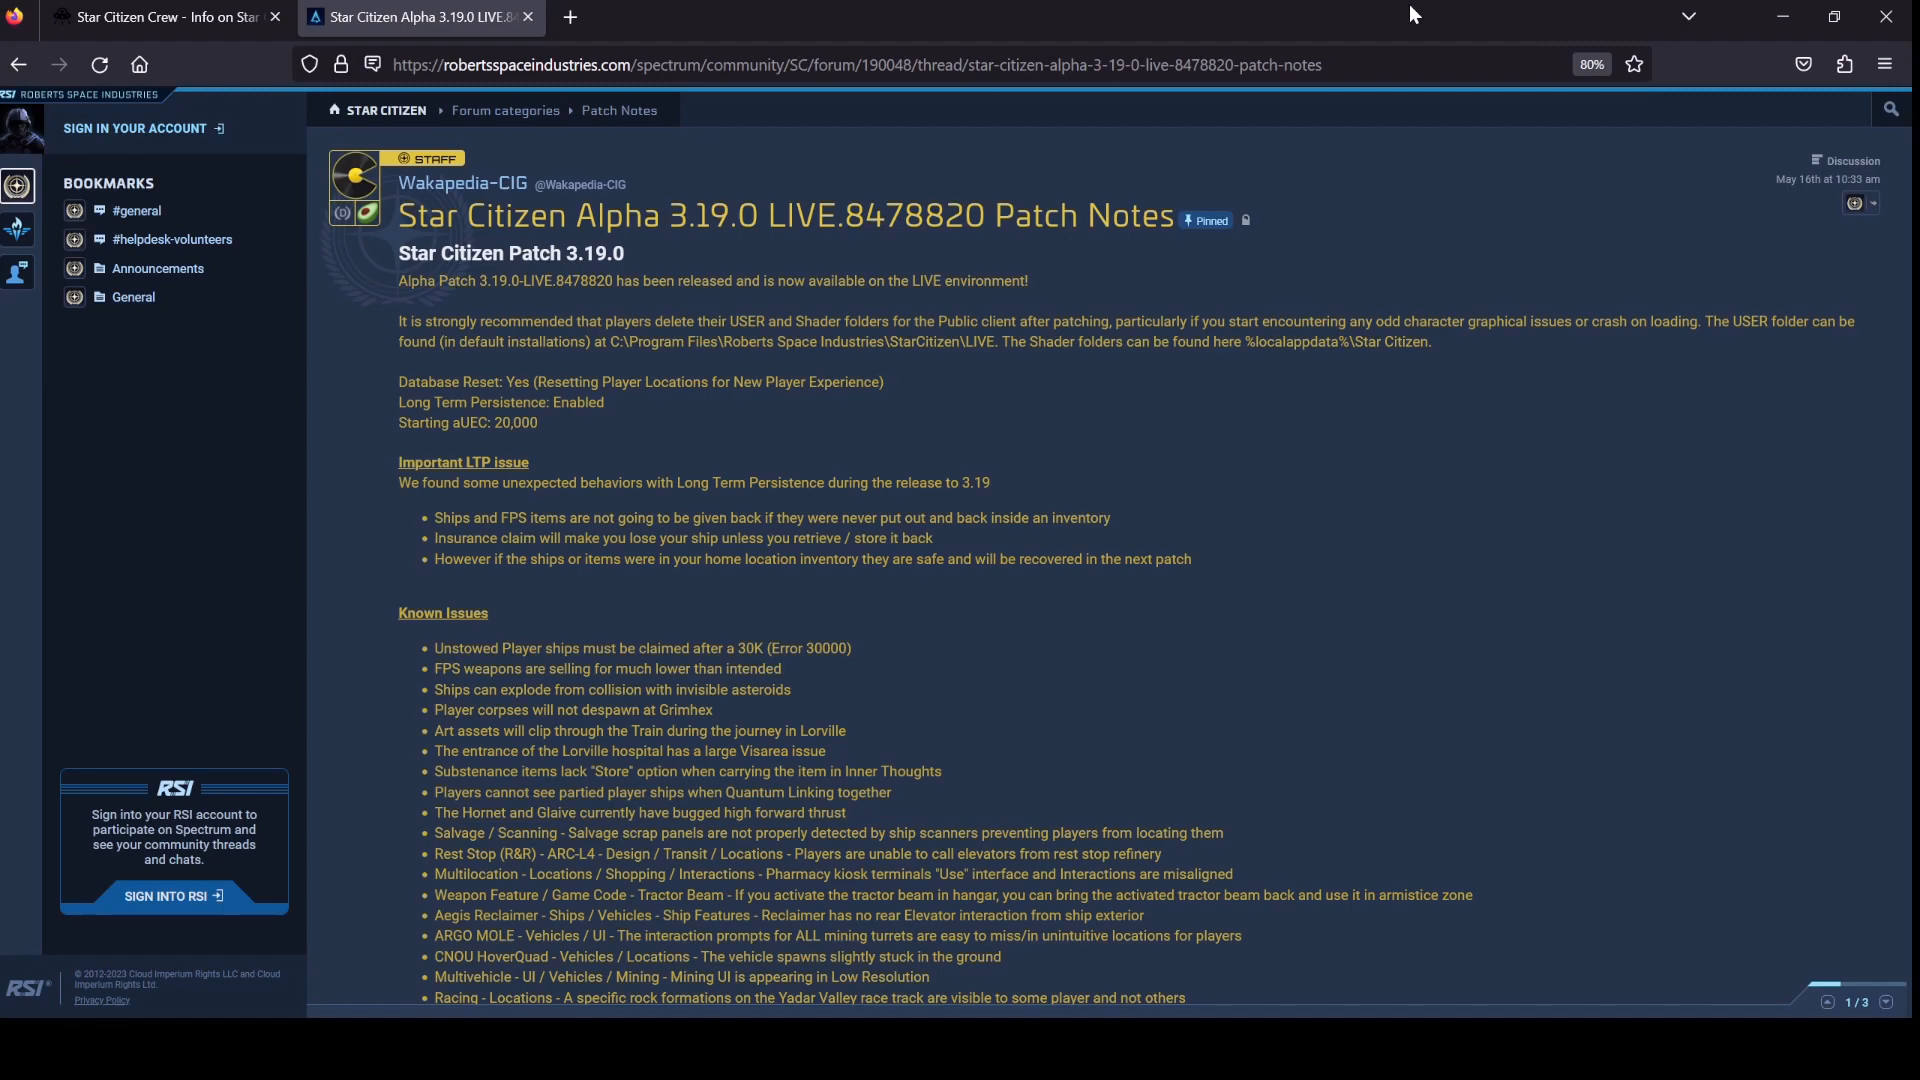 Star Citizen Crew - Info on Star
Star Citizen Alpha 3.19.0 LIVE.8
https://robertsspaceindustries.com/spectrum/community/SC/forum/190048/thread/star-citizen-alpha-3-19-0-live-8478820-patch-notes
80%
RSI ROBERTS SPACE INDUSTRIES
SIGN IN YOUR ACCOUNT
STAR CITIZEN
Forum categories
Patch Notes
BOOKMARKS
#general
#helpdesk-volunteers
Announcements
General
STAFF
Wakapedia-CIG @Wakapedia-CIG
Discussion
May 16th at 10:33 am
Star Citizen Alpha 3.19.0 LIVE.8478820 Patch Notes Pinned
Star Citizen Patch 3.19.0
Alpha Patch 3.19.0-LIVE.8478820 has been released and is now available on the LIVE environment!
It is strongly recommended that players delete their USER and Shader folders for the Public client after patching, particularly if you start encountering any odd character graphical issues or crash on loading. The USER folder can be
found (in default installations) at C:\Program Files\Roberts Space Industries\StarCitizen\LIVE. The Shader folders can be found here %localappdata%\Star Citizen.
Database Reset: Yes (Resetting Player Locations for New Player Experience)
Long Term Persistence: Enabled
Starting aUEC: 20,000
Important LTP issue
We found some unexpected behaviors with Long Term Persistence during the release to 3.19
• Ships and FPS items are not going to be given back if they were never put out and back inside an inventory
• Insurance claim will make you lose your ship unless you retrieve / store it back
• However if the ships or items were in your home location inventory they are safe and will be recovered in the next patch
Known Issues
• Unstowed Player ships must be claimed after a 30K (Error 30000)
• FPS weapons are selling for much lower than intended
• Ships can explode from collision with invisible asteroids
• Player corpses will not despawn at Grimhex
• Art assets will clip through the Train during the journey in Lorville
• The entrance of the Lorville hospital has a large Visarea issue
• Substenance items lack "Store" option when carrying the item in Inner Thoughts
• Players cannot see partied player ships when Quantum Linking together
• The Hornet and Glaive currently have bugged high forward thrust
• Salvage / Scanning - Salvage scrap panels are not properly detected by ship scanners preventing players from locating them
• Rest Stop (R&R) - ARC-L4 - Design / Transit / Locations - Players are unable to call elevators from rest stop refinery
• Multilocation - Locations / Shopping / Interactions - Pharmacy kiosk terminals "Use" interface and Interactions are misaligned
• Weapon Feature / Game Code - Tractor Beam - If you activate the tractor beam in hangar, you can bring the activated tractor beam back and use it in armistice zone
• Aegis Reclaimer - Ships / Vehicles - Ship Features - Reclaimer has no rear Elevator interaction from ship exterior
• ARGO MOLE - Vehicles / UI - The interaction prompts for ALL mining turrets are easy to miss/in unintuitive locations for players
• CNOU HoverQuad - Vehicles / Locations - The vehicle spawns slightly stuck in the ground
• Multivehicle - UI / Vehicles / Mining - Mining UI is appearing in Low Resolution
• Racing - Locations - A specific rock formations on the Yadar Valley race track are visible to some player and not others
RSI
Sign into your RSI account to
participate on Spectrum and
see your community threads
and chats.
SIGN INTO RSI
RSI
© 2012-2023 Cloud Imperium Rights LLC and Cloud
Imperium Rights Ltd.
Privacy Policy
1 / 3